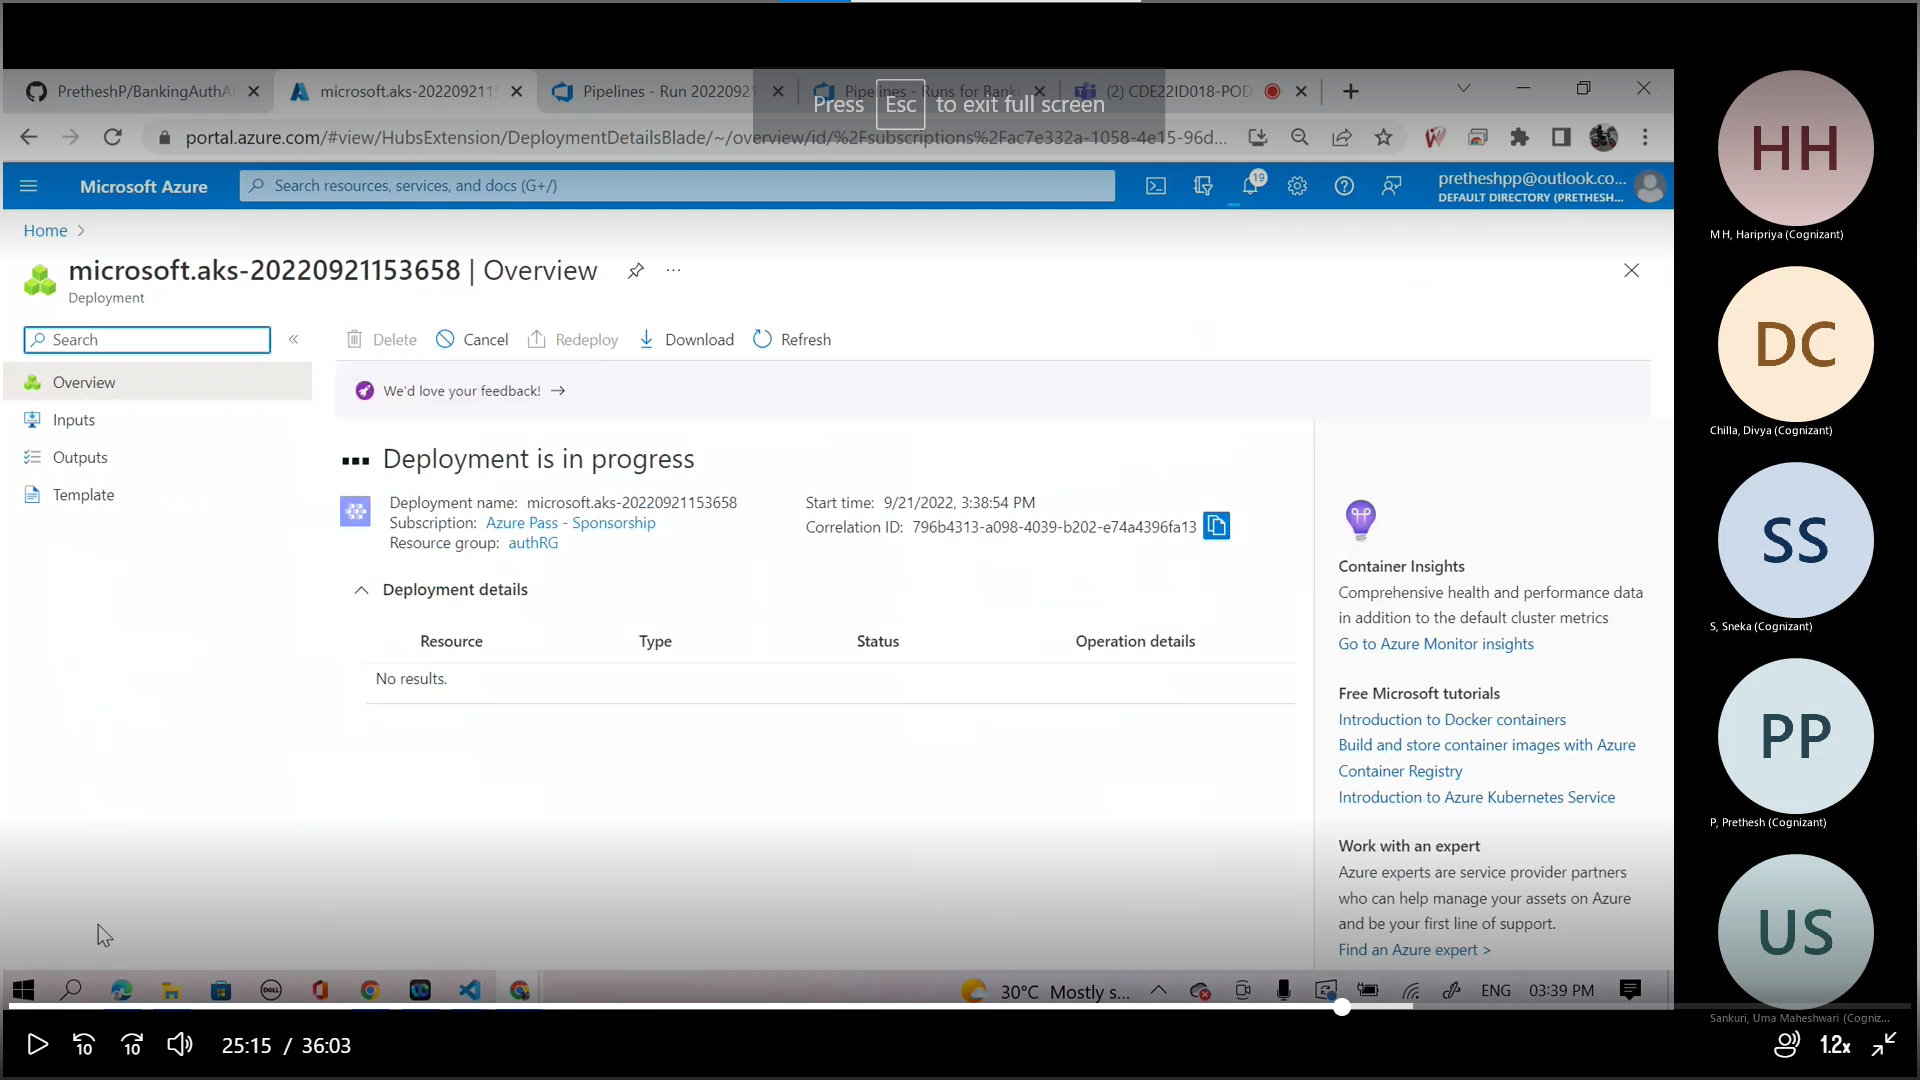 PretheshP/BankingAuthA
microsoft.aks-2022092115
Pipelines - Run 2022092
Pipelines - Runs for Bank
(2) CDE22ID018-POD
Press Esc to exit full screen
portal.azure.com/#view/HubsExtension/DeploymentDetailsBlade/~/overview/id/%2Fsubscriptions%2Fac7e332a-1058-4e15-96d...
Microsoft Azure
Search resources, services, and docs (G+/)
19
pretheshpp@outlook.co...
DEFAULT DIRECTORY (PRETHESH...
Home >
microsoft.aks-20220921153658 | Overview
Deployment
Search
«
Delete
Cancel
Redeploy
Download
Refresh
Overview
Inputs
Outputs
Template
We'd love your feedback! →
Deployment is in progress
Deployment name: microsoft.aks-20220921153658
Subscription: Azure Pass - Sponsorship
Resource group: authRG
Start time: 9/21/2022, 3:38:54 PM
Correlation ID: 796b4313-a098-4039-b202-e74a4396fa13
Deployment details
Resource Type Status Operation details
No results.
Container Insights
Comprehensive health and performance data
in addition to the default cluster metrics
Go to Azure Monitor insights
Free Microsoft tutorials
Introduction to Docker containers
Build and store container images with Azure
Container Registry
Introduction to Azure Kubernetes Service
Work with an expert
Azure experts are service provider partners
who can help manage your assets on Azure
and be your first line of support.
Find an Azure expert >
DELL
30°C Mostly s...
ENG 03:39 PM
HH
M H, Haripriya (Cognizant)
DC
Chilla, Divya (Cognizant)
SS
S, Sneka (Cognizant)
PP
P, Prethesh (Cognizant)
US
Sankuri, Uma Maheshwari (Cogniz...
10
10
25:15 / 36:03
1.2x